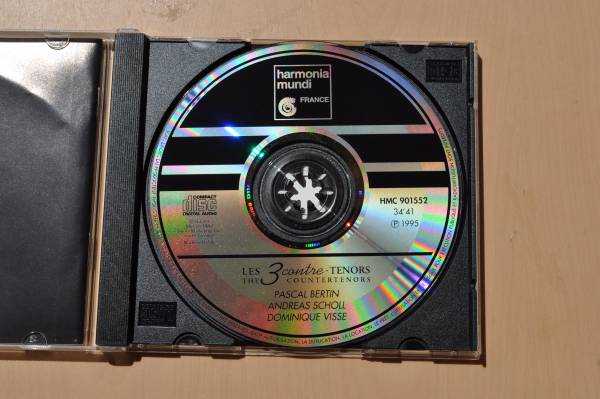 harmonia
mundi
FRANCE
COMPACT
disc
DIGITAL AUDIO
HMC 901552
34'41
Ⓟ 1995
LES 3 contre-TENORS
THE COUNTERTENORS
PASCAL BERTIN
ANDREAS SCHOLL
DOMINIQUE VISSE